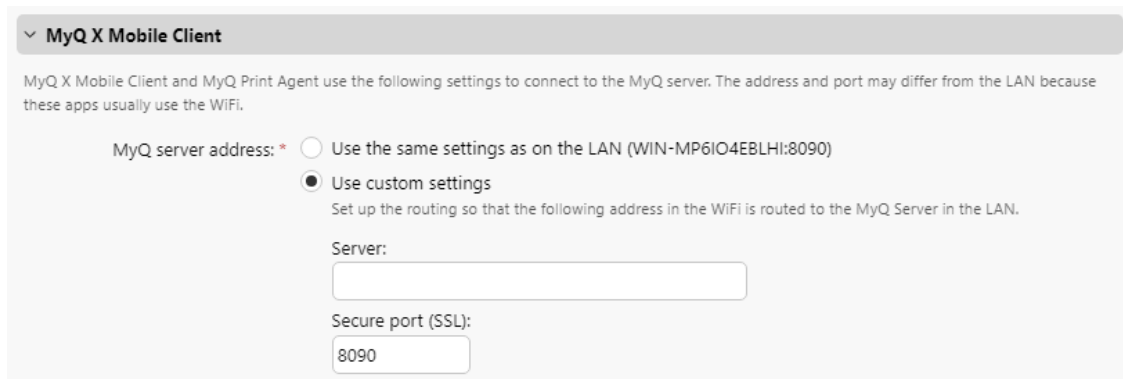 MyQ X Mobile Client
MyQ X Mobile Client and MyQ Print Agent use the following settings to connect to the MyQ server. The address and port may differ from the LAN because
these apps usually use the WiFi.
MyQ server address: * Use the same settings as on the LAN (WIN-MP6IO4EBLHI:8090)
Use custom settings
Set up the routing so that the following address in the WiFi is routed to the MyQ Server in the LAN.
Server:
Secure port (SSL):
8090